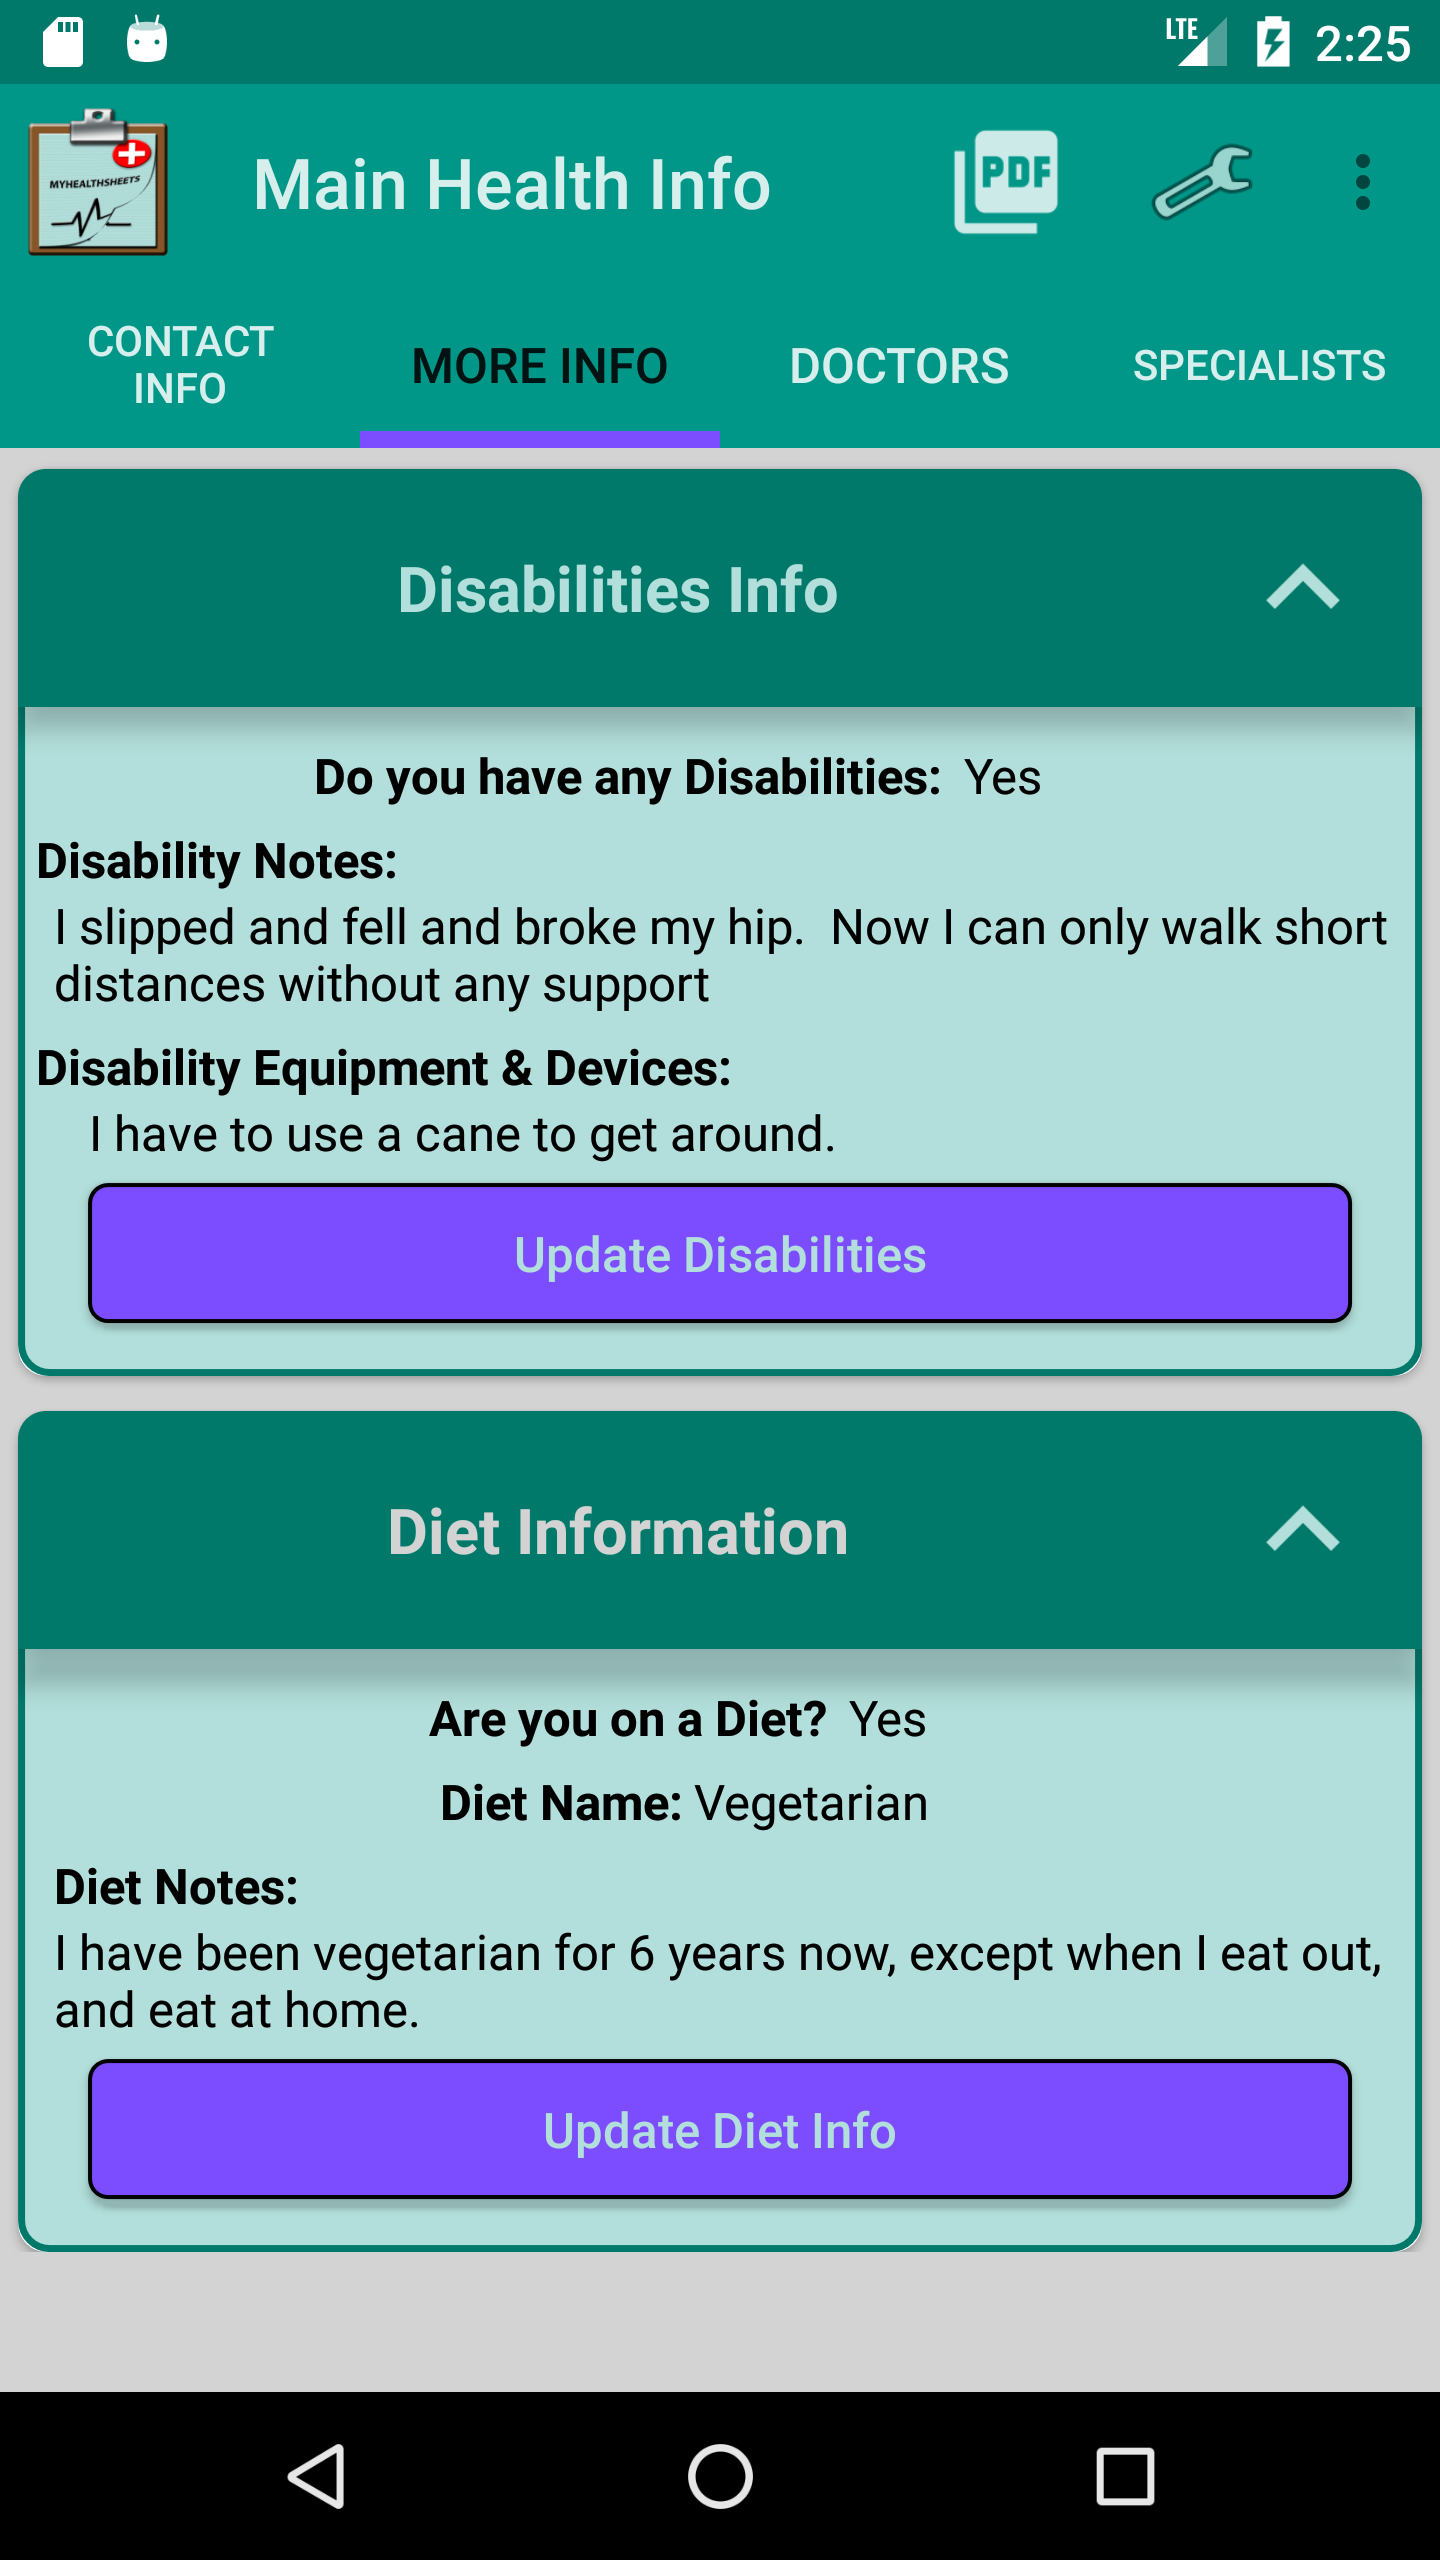 LTE 2:25
MYHEALTHSHEETS
Main Health Info
PDF
CONTACT
INFO
MORE INFO
DOCTORS
SPECIALISTS
Disabilities Info
Do you have any Disabilities: Yes
Disability Notes:
I slipped and fell and broke my hip. Now I can only walk short
distances without any support
Disability Equipment & Devices:
I have to use a cane to get around.
Update Disabilities
Diet Information
Are you on a Diet? Yes
Diet Name: Vegetarian
Diet Notes:
I have been vegetarian for 6 years now, except when I eat out,
and eat at home.
Update Diet Info